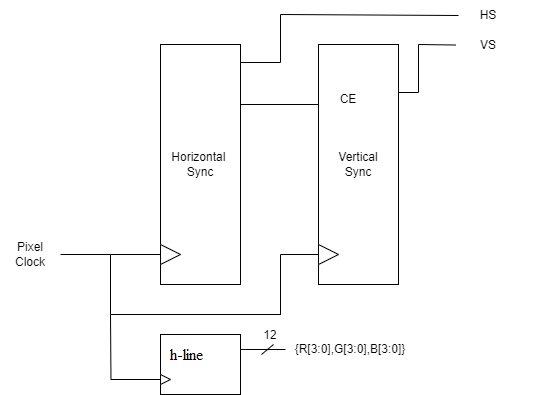 HS
VS
CE
Horizontal
Sync
Vertical
Sync
Pixel
Clock
12
h-line
{R[3:0],G[3:0],B[3:0]}